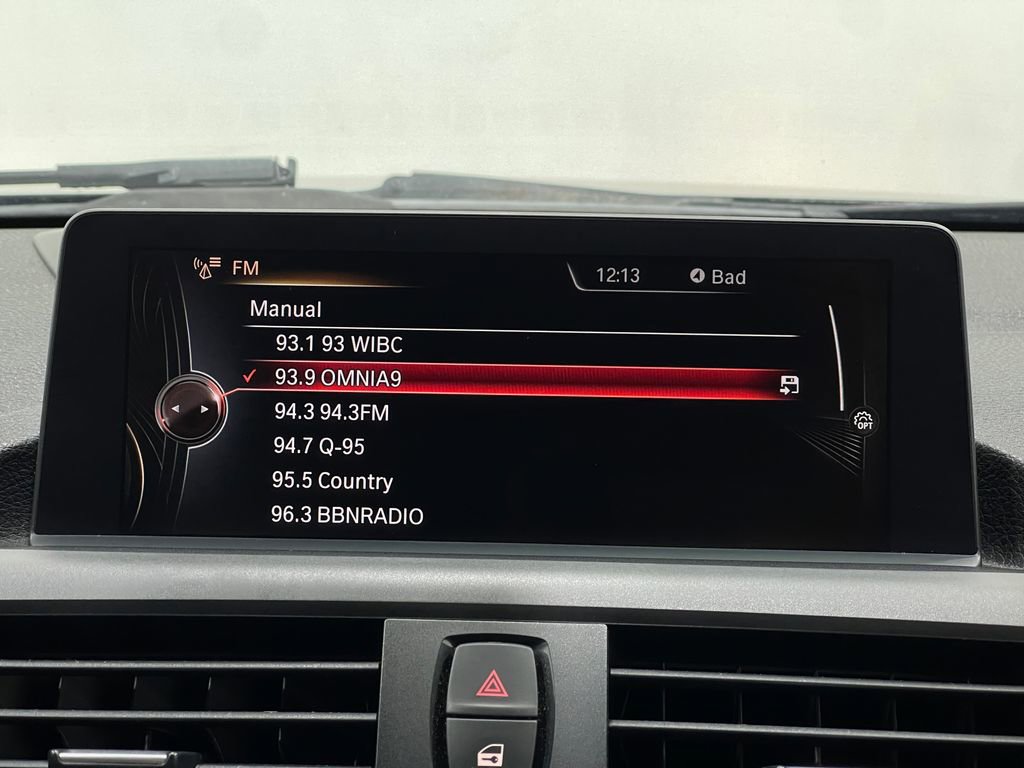 FM
12:13 Bad
Manual
93.1 93 WIBC
93.9 OMNIA9
94.3 94.3FM
OPT
94.7 Q-95
95.5 Country
96.3 BBNRADIO